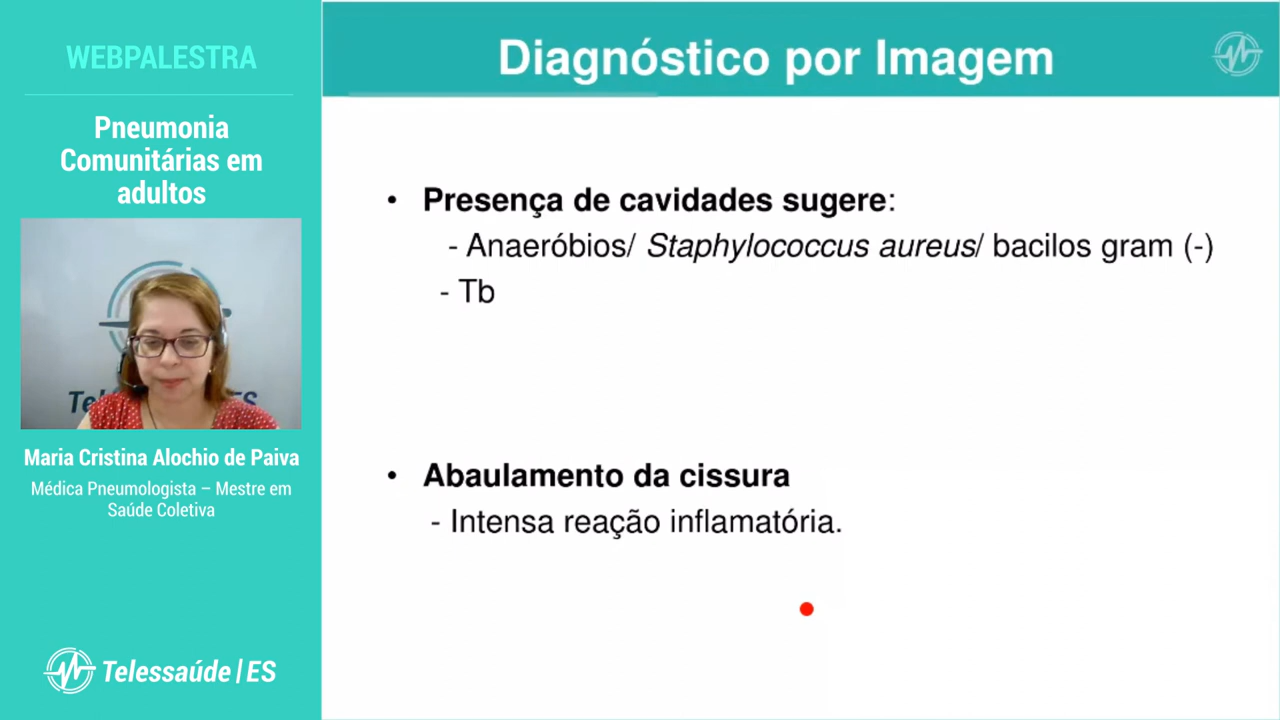 WEBPALESTRA
Pneumonia
Comunitárias em
adultos
Maria Cristina Alochio de Paiva
Médica Pneumologista – Mestre em
Saúde Coletiva
Telessaúde|ES
Diagnóstico por Imagem
• Presença de cavidades sugere:
- Anaeróbios/ Staphylococcus aureus/ bacilos gram (-)
- Tb
• Abaulamento da cissura
- Intensa reação inflamatória.